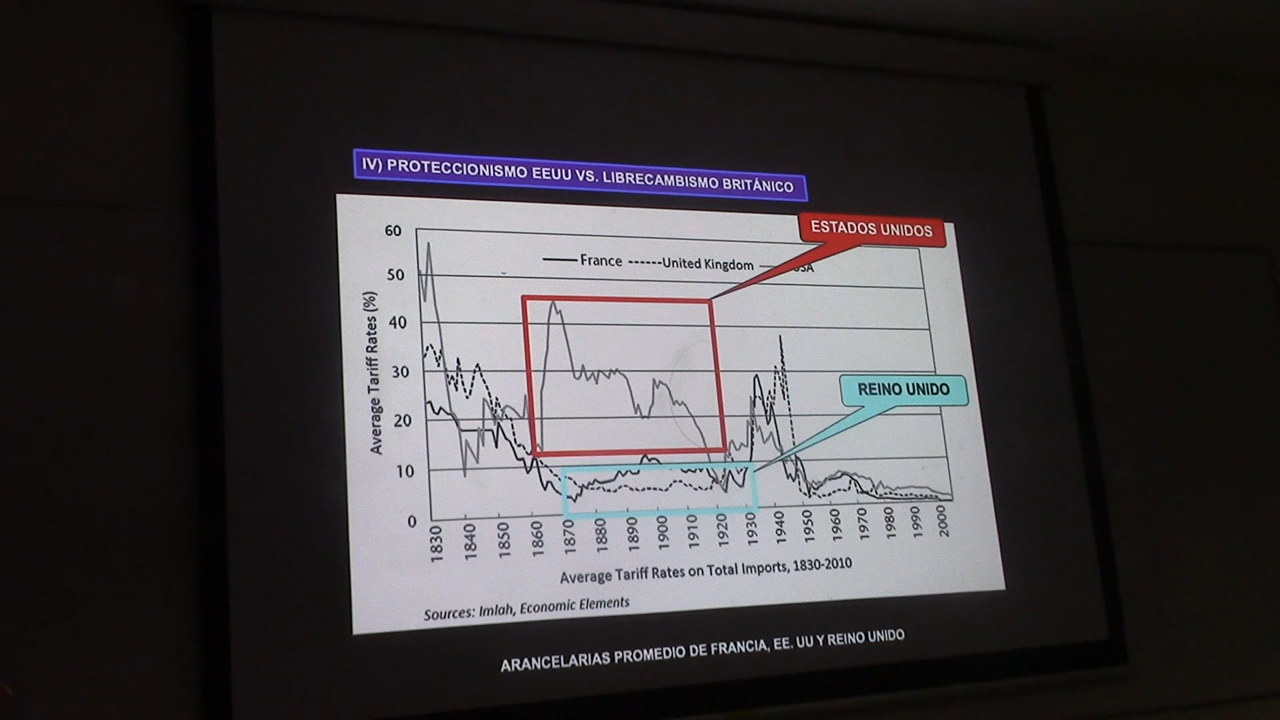 IV) PROTECCIONISMO EEUU VS. LIBRECAMBISMO BRITÁNICO
ESTADOS UNIDOS
France United Kingdom
60
50
40
30
20
10
0
Average Tariff Rates (%)
REINO UNIDO
1830 1840 1850 1860 1870 1880 1890 1900 1910 1920 1930 1940 1950 1960 1970 1980 1990 2000
Average Tariff Rates on Total Imports, 1830-2010
Sources: Imlah, Economic Elements
ARANCELARIAS PROMEDIO DE FRANCIA, EE. UU Y REINO UNIDO